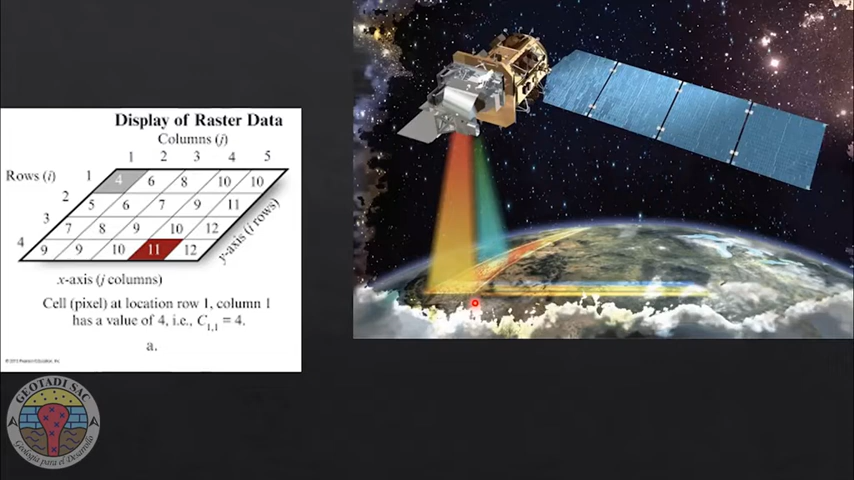 Display of Raster Data
Columns (j)
1 2 3 4 5
Rows (i)
1 4 6 8 10 10
2 5 6 7 9 11
3 7 8 9 10 12
4 9 9 10 11 12
y-axis (i rows)
x-axis (j columns)
Cell (pixel) at location row 1, column 1
has a value of 4, i.e., C1,1 = 4.
a.
GEOTADI SAC
Geología para el Desarrollo